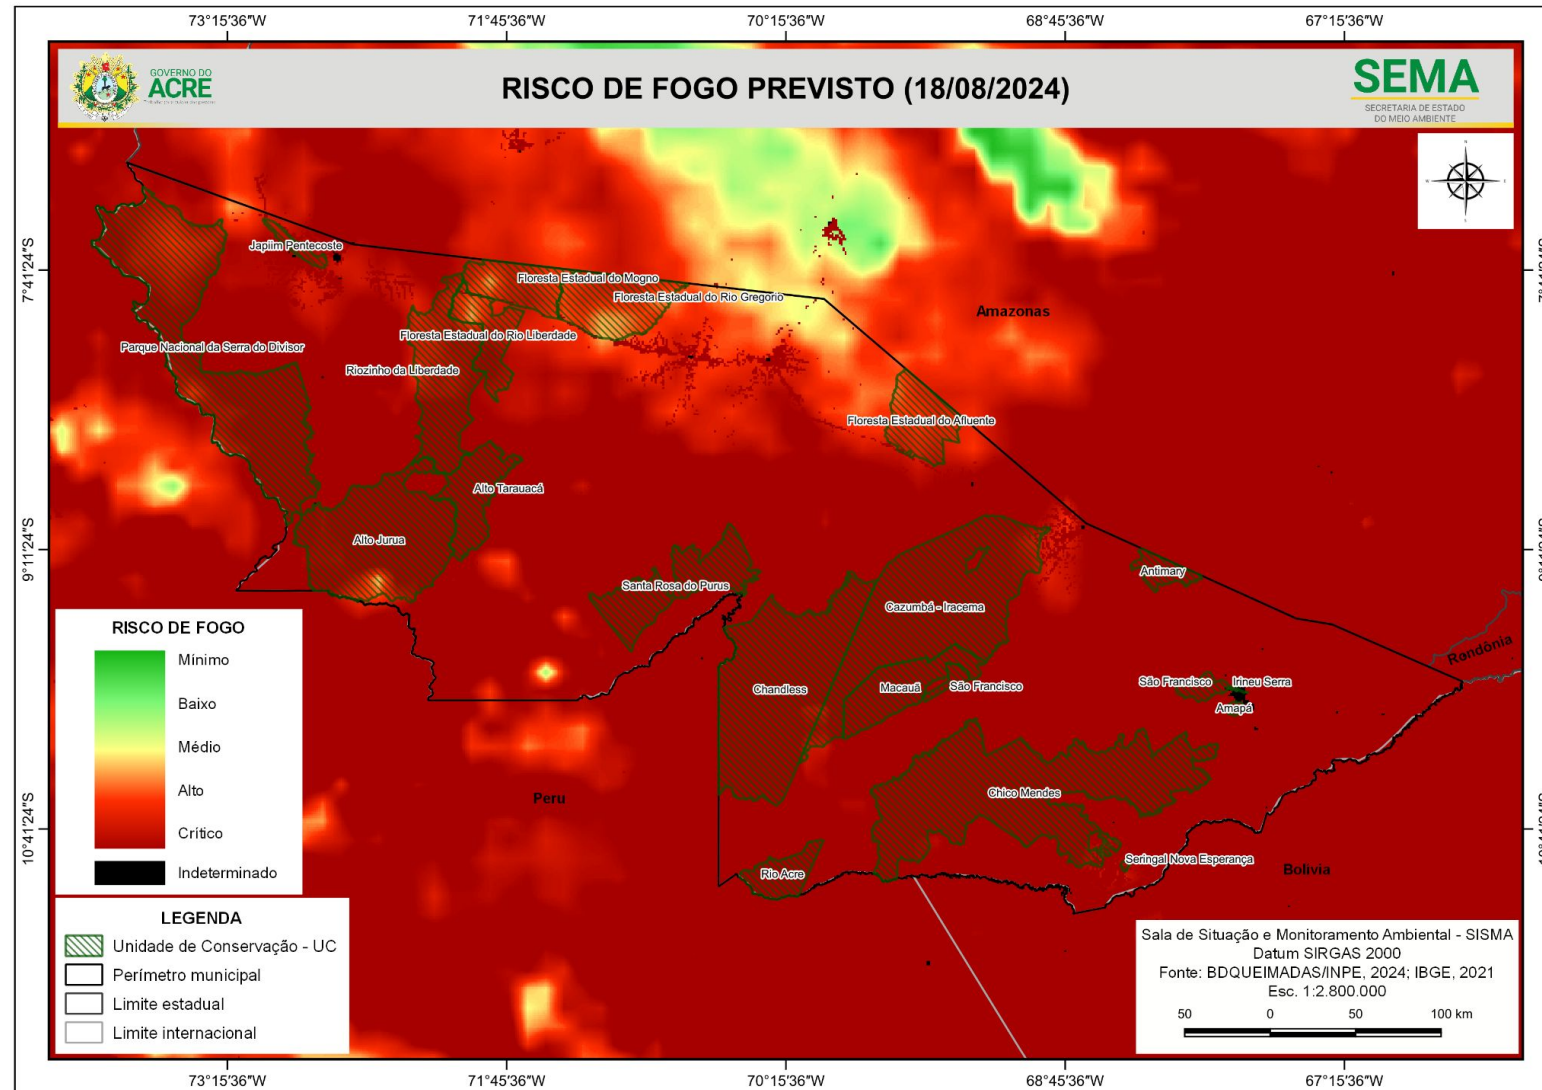 73°15'36"W 71°45'36"W 70°15'36"W 68°45'36"W 67°15'36"W
GOVERNO DO
ACRE
RISCO DE FOGO PREVISTO (18/08/2024)
SEMA
SECRETARIA DE ESTADO
DO MEIO AMBIENTE
7°41'24"S
Japiim Pentecoste
Floresta Estadual do Mogno
Floresta Estadual do Rio Gregório
Amazonas
Floresta Estadual do Rio Liberdade
Parque Nacional da Serra do Divisor
Riozinho da Liberdade
Floresta Estadual do Afluente
Alto Tarauacá
9°11'24"S
Alto Jurua
Antimary
Santa Rosa do Purus
Cazumbá - Iracema
Rondônia
Chandless
Macauã
São Francisco
São Francisco
Irineu Serra
Amapá
Peru
Chico Mendes
10°41'24"S
Seringal Nova Esperança
Rio Acre
Bolivia
RISCO DE FOGO
Mínimo
Baixo
Médio
Alto
Crítico
Indeterminado
LEGENDA
Unidade de Conservação - UC
Perímetro municipal
Limite estadual
Limite internacional
Sala de Situação e Monitoramento Ambiental - SISMA
Datum SIRGAS 2000
Fonte: BDQUEIMADAS/INPE, 2024; IBGE, 2021
Esc. 1:2.800.000
50 0 50 100 km
73°15'36"W 71°45'36"W 70°15'36"W 68°45'36"W 67°15'36"W